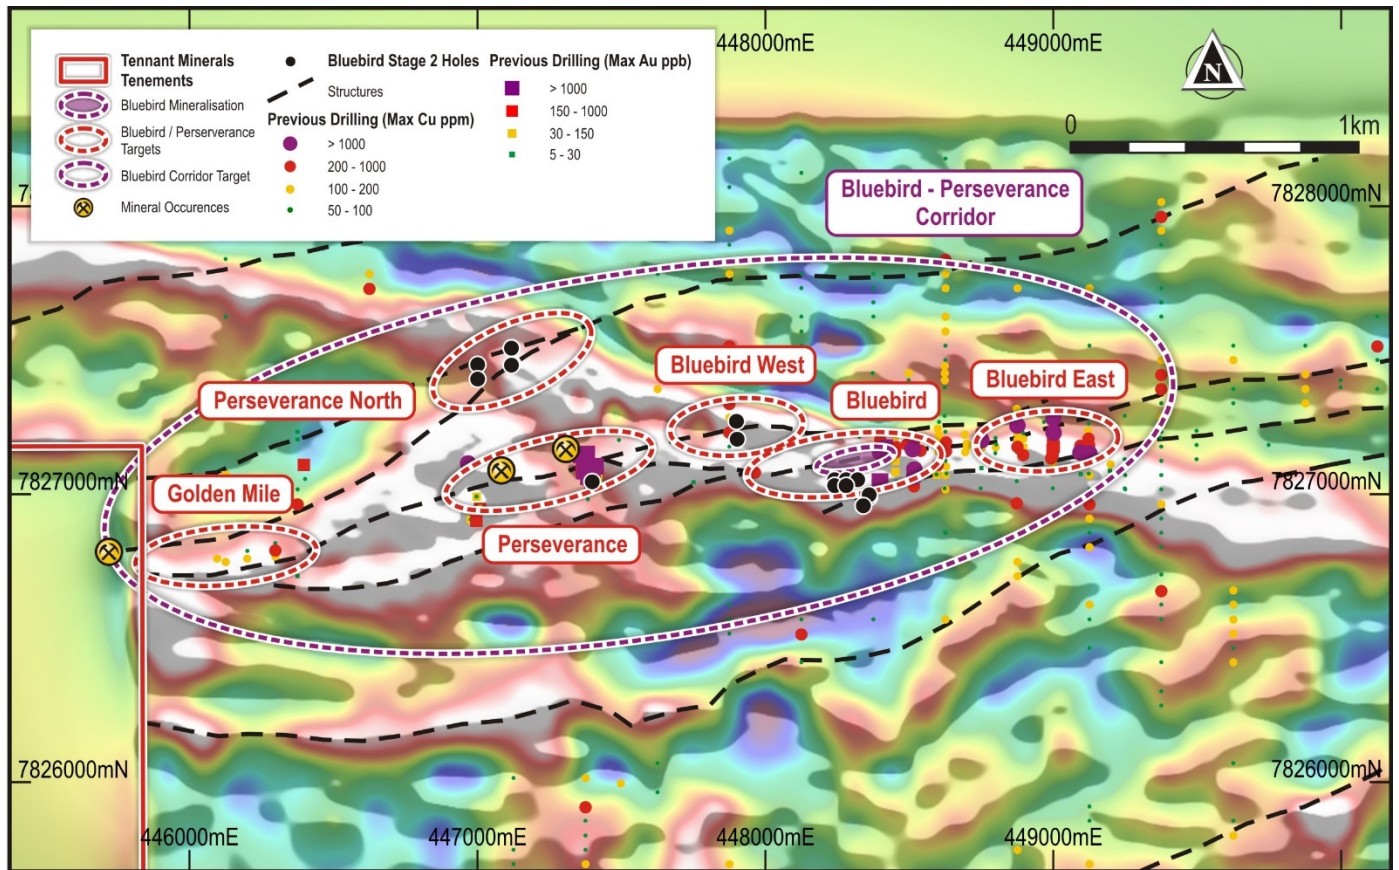 448000mE
449000mE
Tennant Minerals
Tenements
Bluebird Mineralisation
Bluebird / Perserverance
Targets
Bluebird Corridor Target
Mineral Occurences
Bluebird Stage 2 Holes
Structures
Previous Drilling (Max Cu ppm)
> 1000
200 - 1000
100 - 200
50 - 100
Previous Drilling (Max Au ppb)
> 1000
150 - 1000
30 - 150
5 - 30
N
0
1km
7828000mN
Bluebird - Perseverance
Corridor
Perseverance North
Bluebird West
Bluebird
Bluebird East
Golden Mile
Perseverance
7827000mN
7827000mN
7826000mN
7826000mN
446000mE
447000mE
448000mE
449000mE